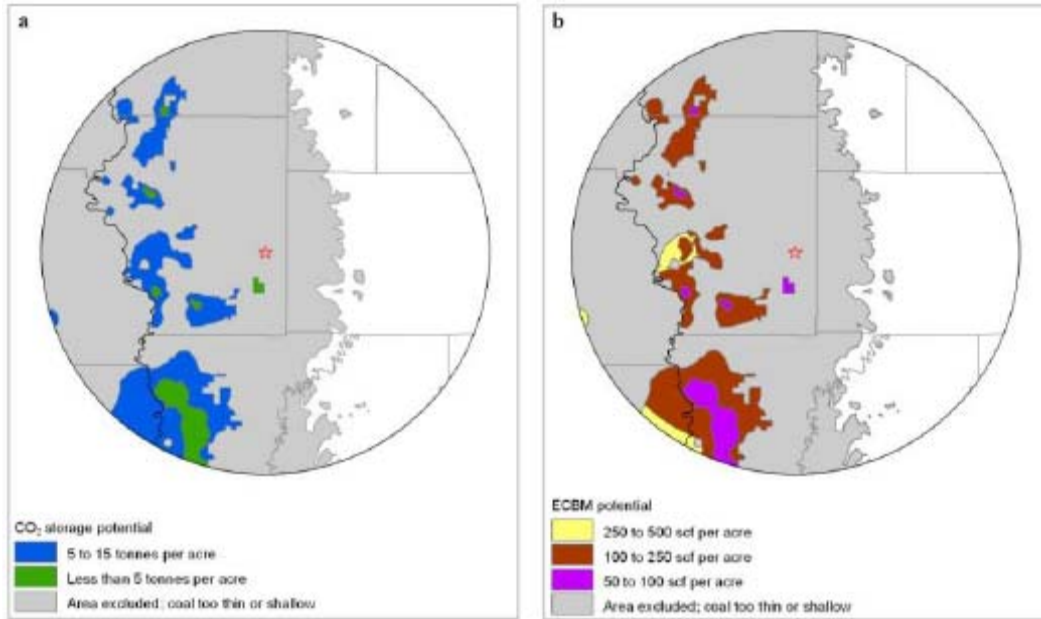 a
CO₂ storage potential
5 to 15 tonnes per acre
Less than 5 tonnes per acre
Area excluded; coal too thin or shallow
b
ECBM potential
250 to 500 scf per acre
100 to 250 scf per acre
50 to 100 scf per acre
Area excluded; coal too thin or shallow